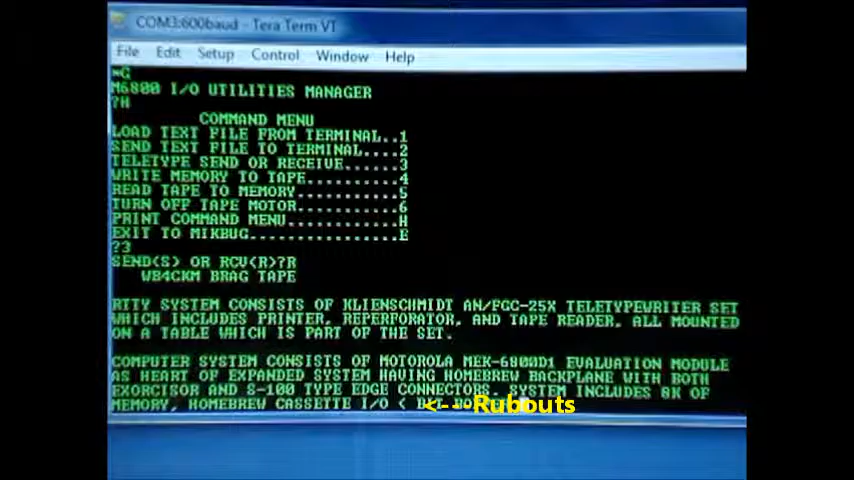 COM3:600baud - Tera Term VT
File Edit Setup Control Window Help
*G
M6800 I/O UTILITIES MANAGER
?H
COMMAND MENU
LOAD TEXT FILE FROM TERMINAL..1
SEND TEXT FILE TO TERMINAL....2
TELETYPE SEND OR RECEIVE......3
WRITE MEMORY TO TAPE..........4
READ TAPE TO MEMORY...........5
TURN OFF TAPE MOTOR...........6
PRINT COMMAND MENU............H
EXIT TO MIKBUG................E
?3
SEND(S) OR RCV(R)?R
WB4CKM BRAG TAPE
RTTY SYSTEM CONSISTS OF KLIENSCHMIDT AN/FGC-25X TELETYPEWRITER SET
WHICH INCLUDES PRINTER, REPERFORATOR, AND TAPE READER, ALL MOUNTED
ON A TABLE WHICH IS PART OF THE SET.
COMPUTER SYSTEM CONSISTS OF MOTOROLA MEK-6800D1 EVALUATION MODULE
AS HEART OF EXPANDED SYSTEM HAVING HOMEBREW BACKPLANE WITH BOTH
EXORCISOR AND S-100 TYPE EDGE CONNECTORS. SYSTEM INCLUDES 8K OF
MEMORY, HOMEBREW CASSETTE I/O ( <---Rubouts